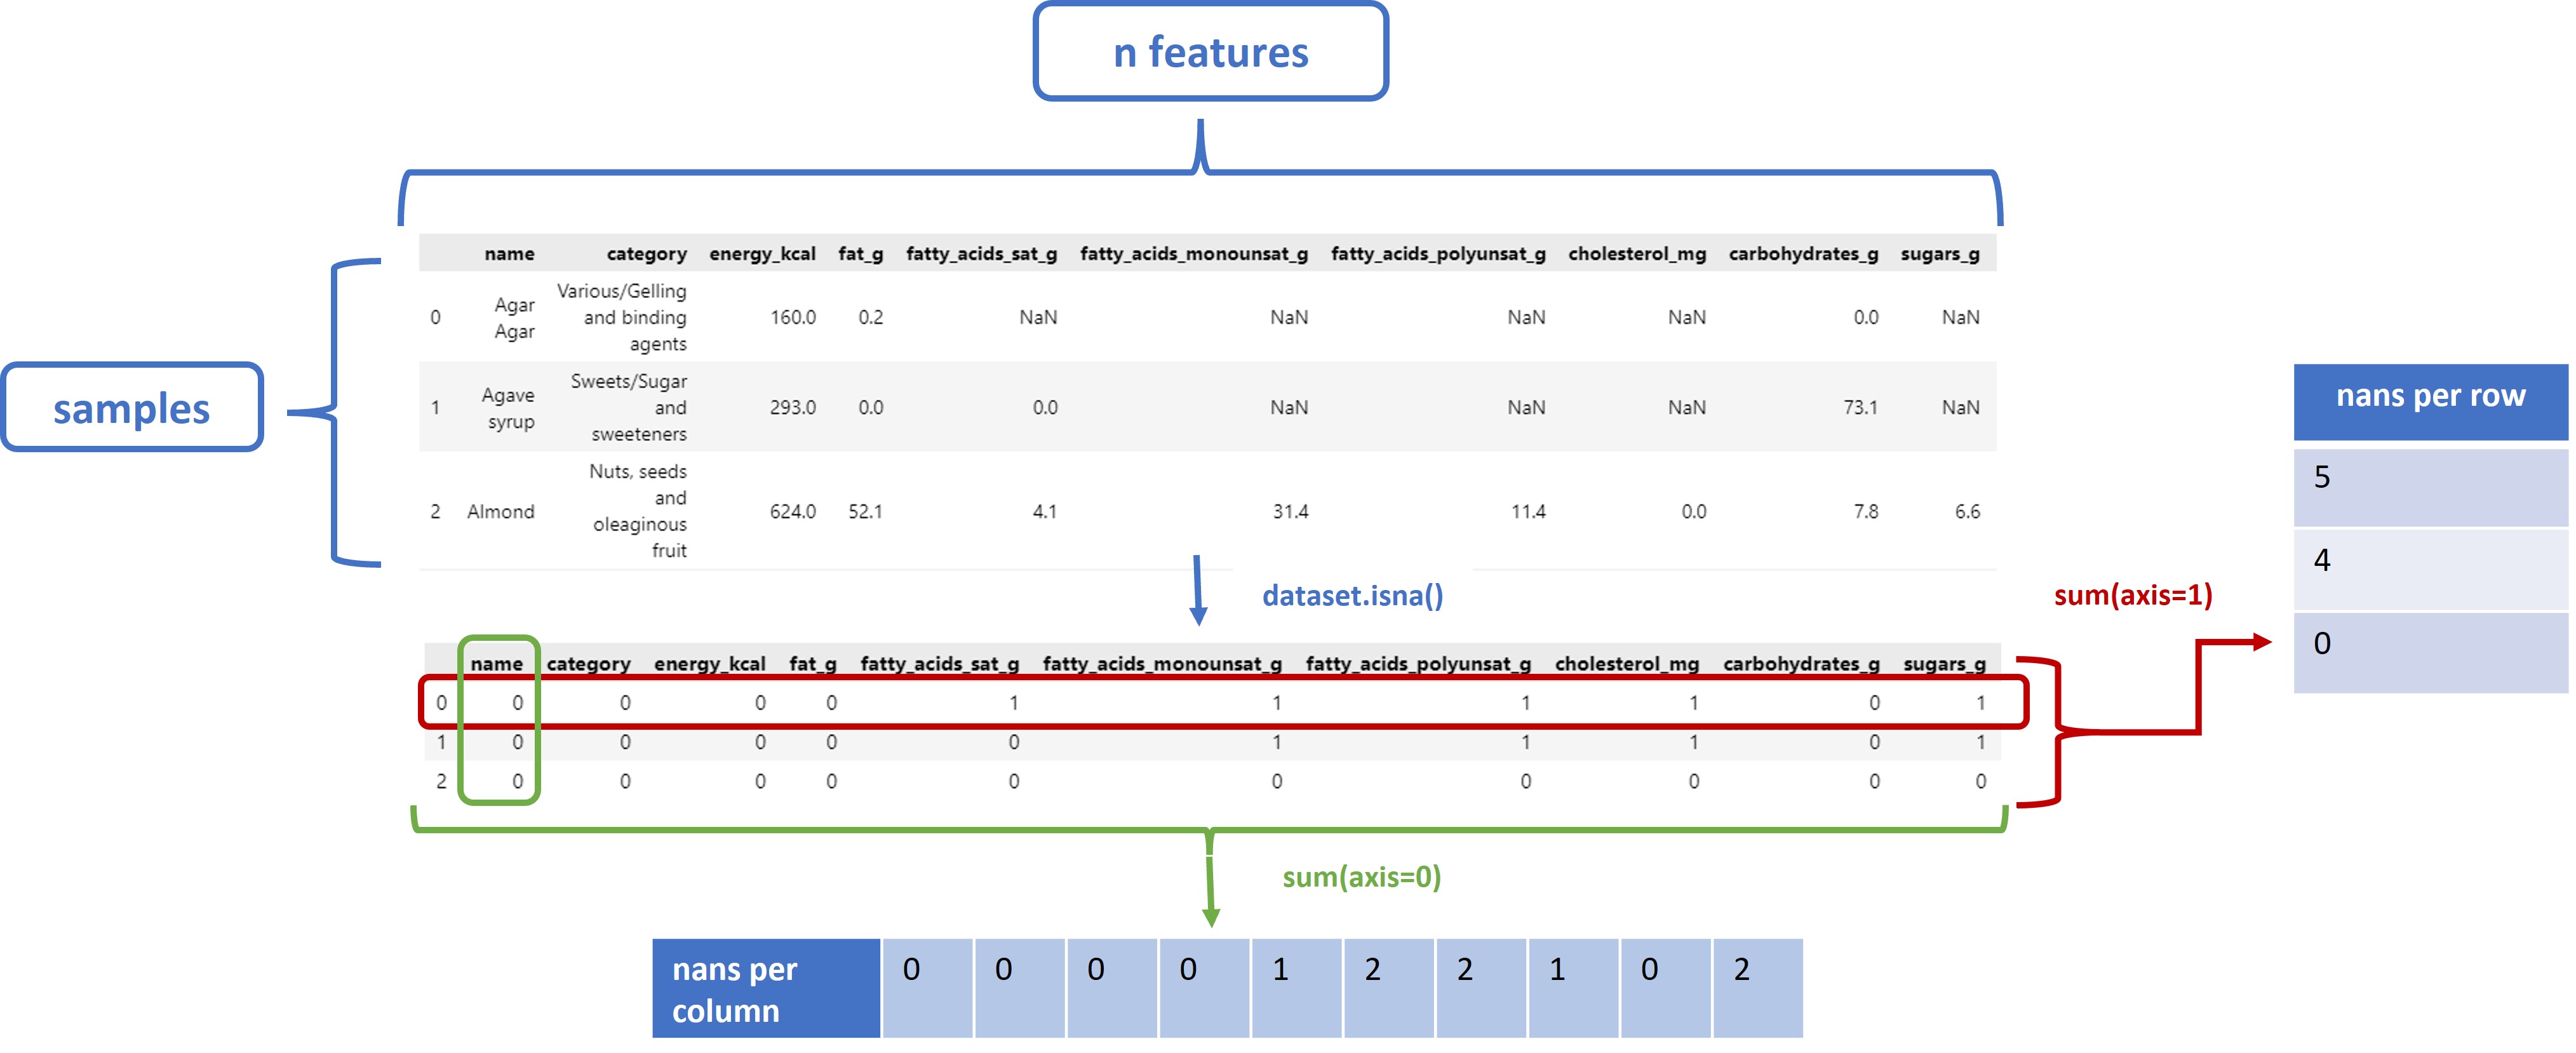 n features
name category energy_kcal fat_g fatty_acids_sat_g fatty_acids_monounsat_g fatty_acids_polyunsat_g cholesterol_mg carbohydrates_g sugars_g
Various/Gelling
Agar
0 and binding 160.0 0.2 NaN NaN NaN NaN 0.0 NaN
Agar
agents
Sweets/Sugar
Agave
1 and 293.0 0.0 0.0 NaN NaN NaN 73.1 NaN
syrup
sweeteners
Nuts, seeds
and
2 Almond 624.0 52.1 4.1 31.4 11.4 0.0 7.8 6.6
oleaginous
fruit
samples
nans per row
5
4
0
dataset.isna()
sum(axis=1)
name category energy_kcal fat_g fatty_acids_sat_g fatty_acids_monounsat_g fatty_acids_polyunsat_g cholesterol_mg carbohydrates_g sugars_g
0 0 0 0 0 1 1 1 1 0 1
1 0 0 0 0 0 1 1 1 0 1
2 0 0 0 0 0 0 0 0 0 0
sum(axis=0)
nans per
column
0 0 0 0 1 2 2 1 0 2